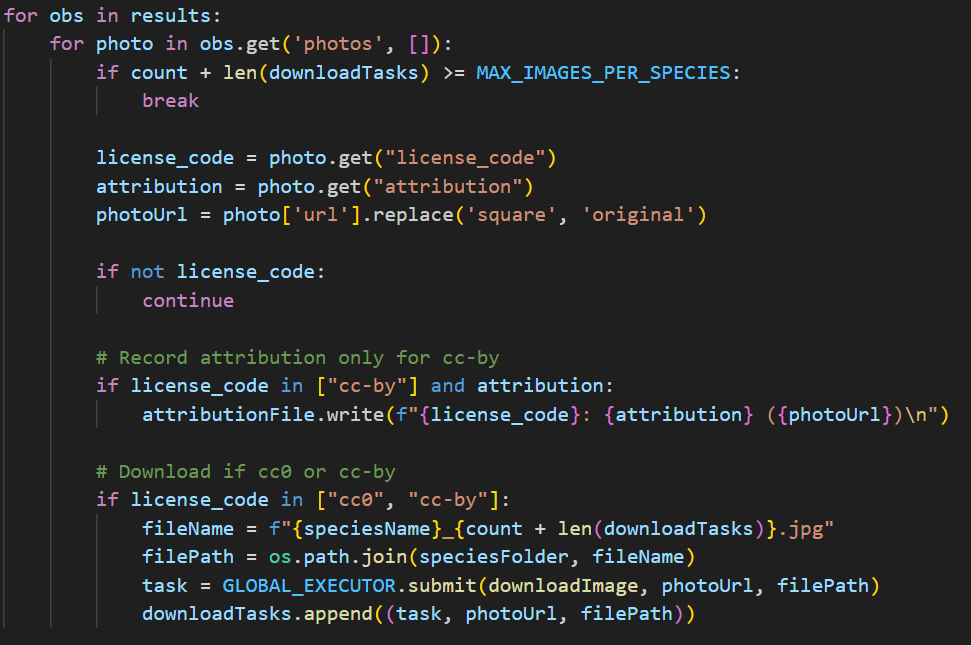 for obs in results:
    for photo in obs.get('photos', []):
        if count + len(downloadTasks) >= MAX_IMAGES_PER_SPECIES:
            break

        license_code = photo.get("license_code")
        attribution = photo.get("attribution")
        photoUrl = photo['url'].replace('square', 'original')

        if not license_code:
            continue

        # Record attribution only for cc-by
        if license_code in ["cc-by"] and attribution:
            attributionFile.write(f"{license_code}: {attribution} ({photoUrl})\n")

        # Download if cc0 or cc-by
        if license_code in ["cc0", "cc-by"]:
            fileName = f"{speciesName}_{count + len(downloadTasks)}.jpg"
            filePath = os.path.join(speciesFolder, fileName)
            task = GLOBAL_EXECUTOR.submit(downloadImage, photoUrl, filePath)
            downloadTasks.append((task, photoUrl, filePath))